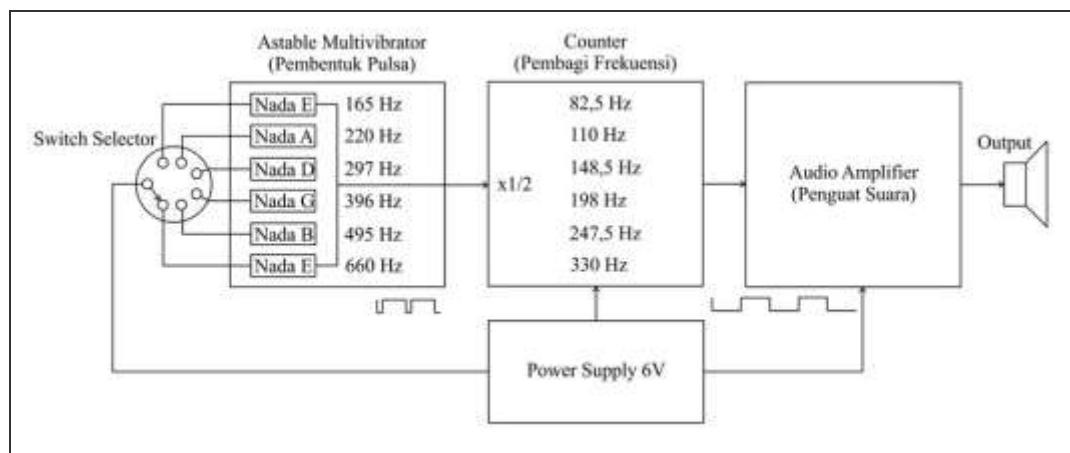 Astable Multivibrator
(Pembentuk Pulsa)
Counter
(Pembagi Frekuensi)
Switch Selector
Nada E 165 Hz
Nada A 220 Hz
Nada D 297 Hz
Nada G 396 Hz
Nada B 495 Hz
Nada E 660 Hz
x1/2
82,5 Hz
110 Hz
148,5 Hz
198 Hz
247,5 Hz
330 Hz
Audio Amplifier
(Penguat Suara)
Output
Power Supply 6V